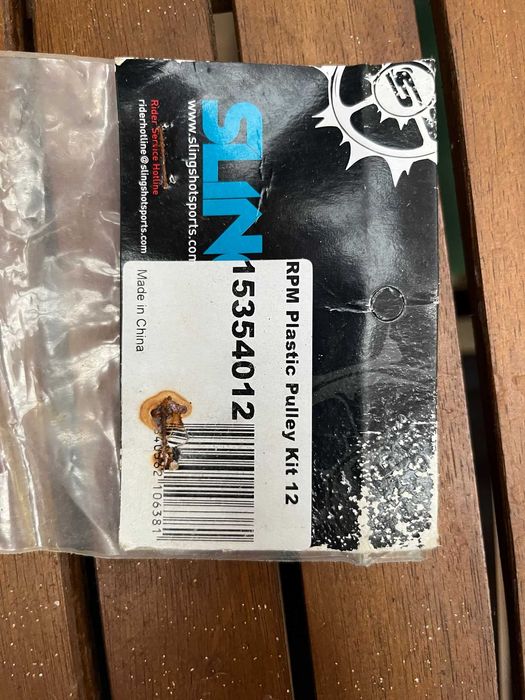 SLIN
www.slingshotsports.com
Rider Service Hotline
riderhotline@slingshotsports.com
RPM Plastic Pulley Kit 12
15354012
106381
Made in China